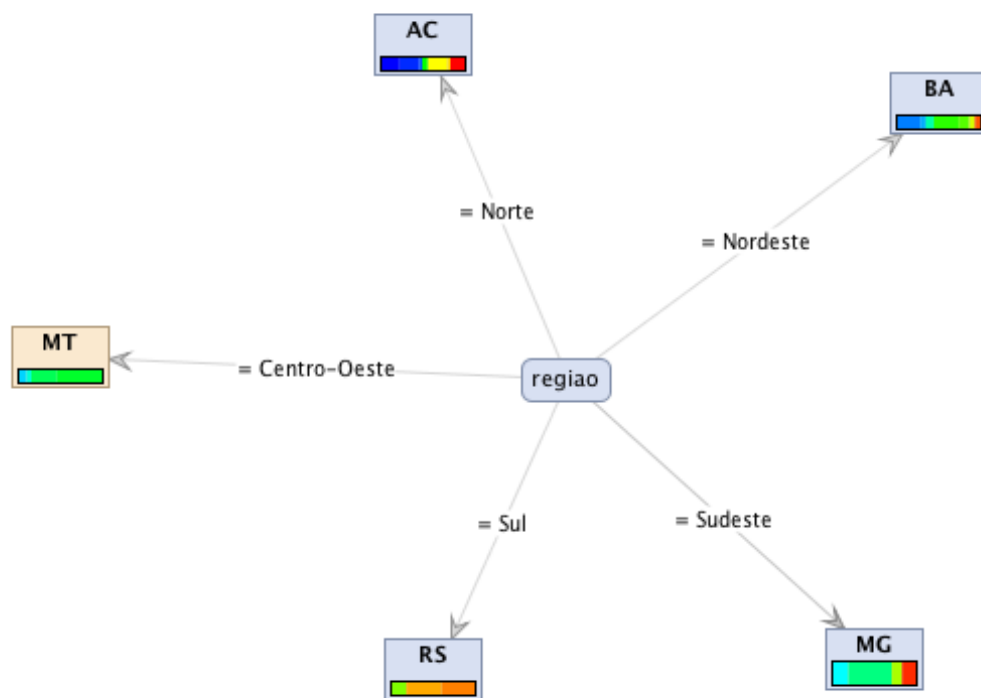 AC
BA
= Norte
= Nordeste
MT
= Centro-Oeste
regiao
= Sul
= Sudeste
RS
MG